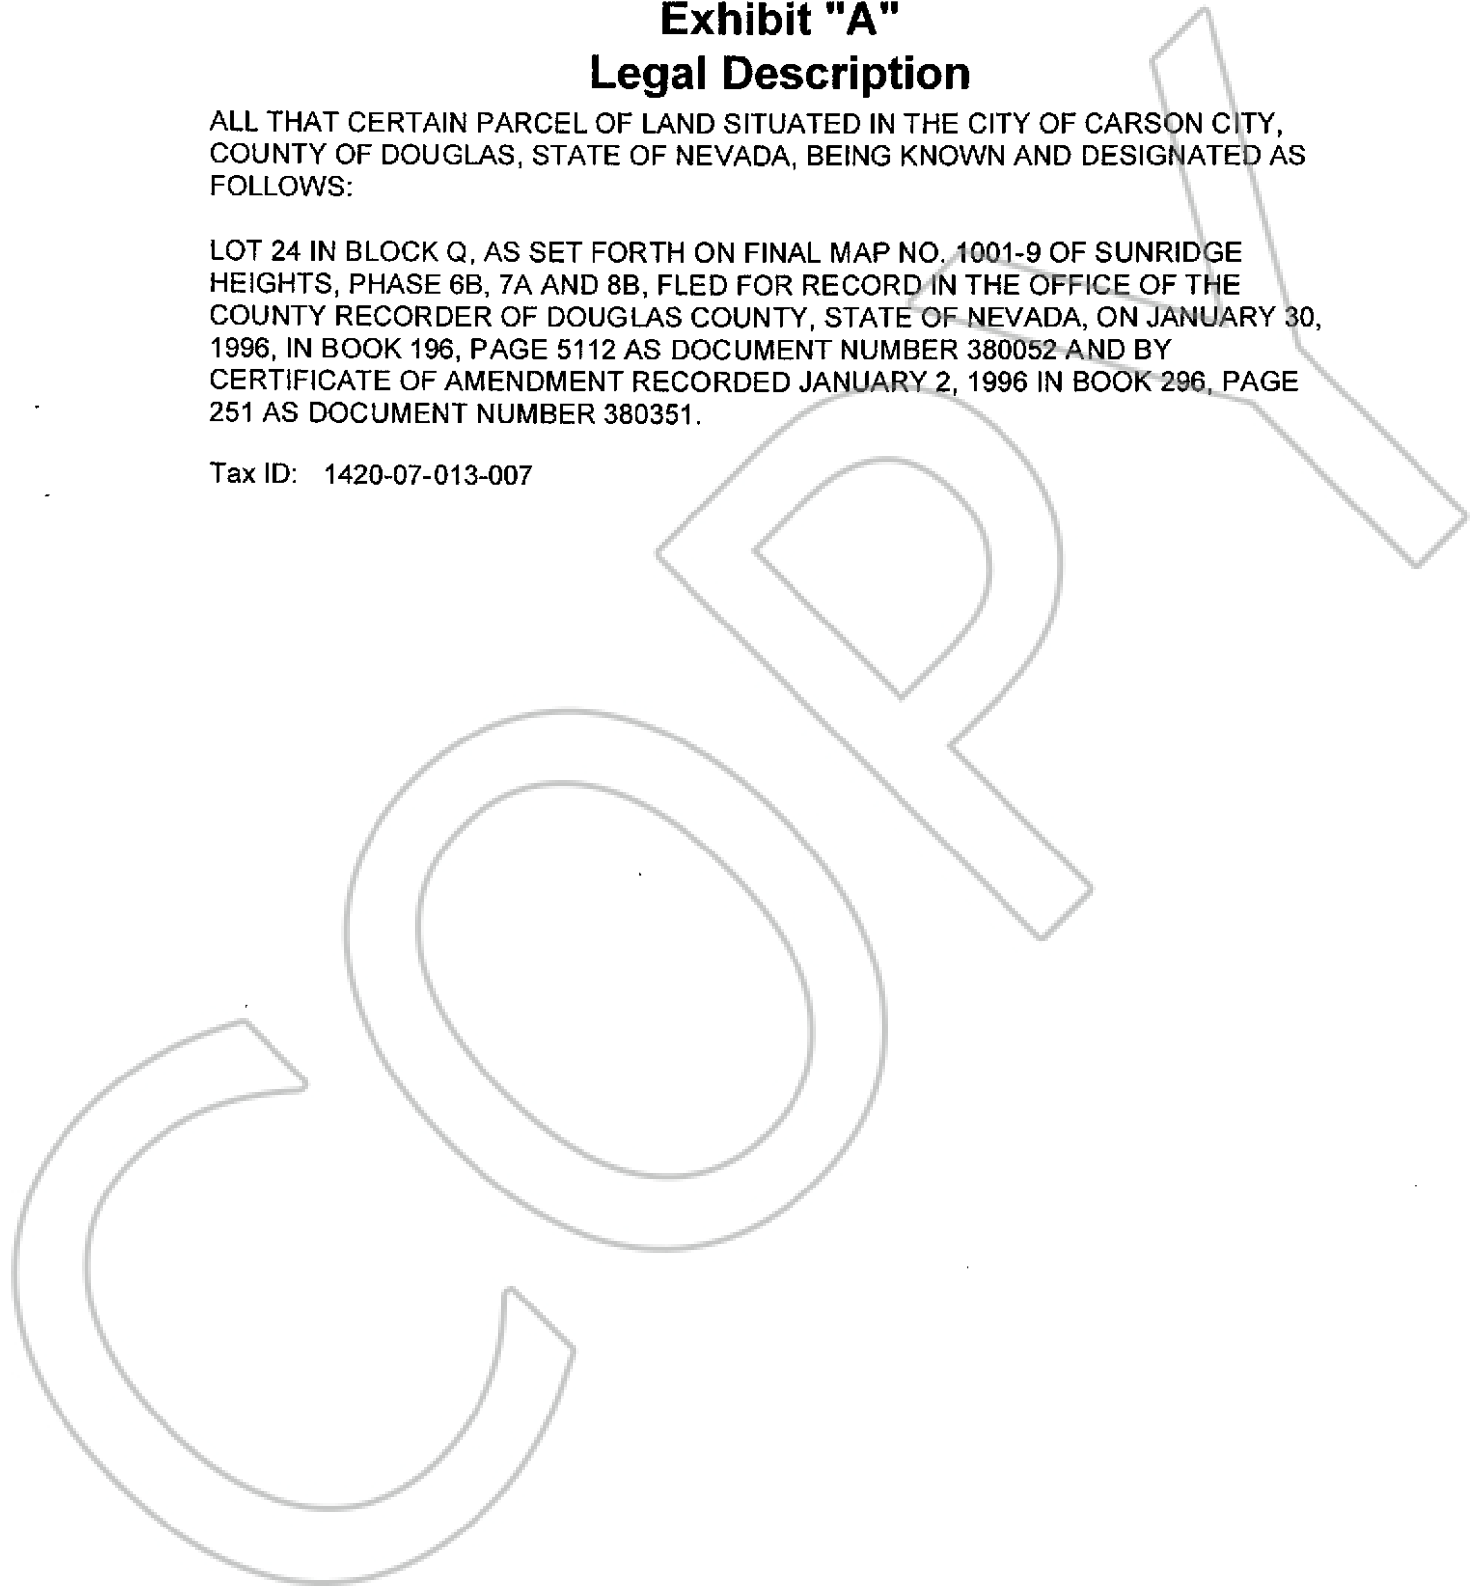 Exhibit "A"
Legal Description
ALL THAT CERTAIN PARCEL OF LAND SITUATED IN THE CITY OF CARSON CITY,
COUNTY OF DOUGLAS, STATE OF NEVADA, BEING KNOWN AND DESIGNATED AS
FOLLOWS:
LOT 24 IN BLOCK Q, AS SET FORTH ON FINAL MAP NO. 1001-9 OF SUNRIDGE
HEIGHTS, PHASE 6B, 7A AND 8B, FLED FOR RECORD IN THE OFFICE OF THE
COUNTY RECORDER OF DOUGLAS COUNTY, STATE OF NEVADA, ON JANUARY 30,
1996, IN BOOK 196, PAGE 5112 AS DOCUMENT NUMBER 380052 AND BY
CERTIFICATE OF AMENDMENT RECORDED JANUARY 2, 1996 IN BOOK 296, PAGE
251 AS DOCUMENT NUMBER 380351.
Tax ID: 1420-07-013-007
COPY